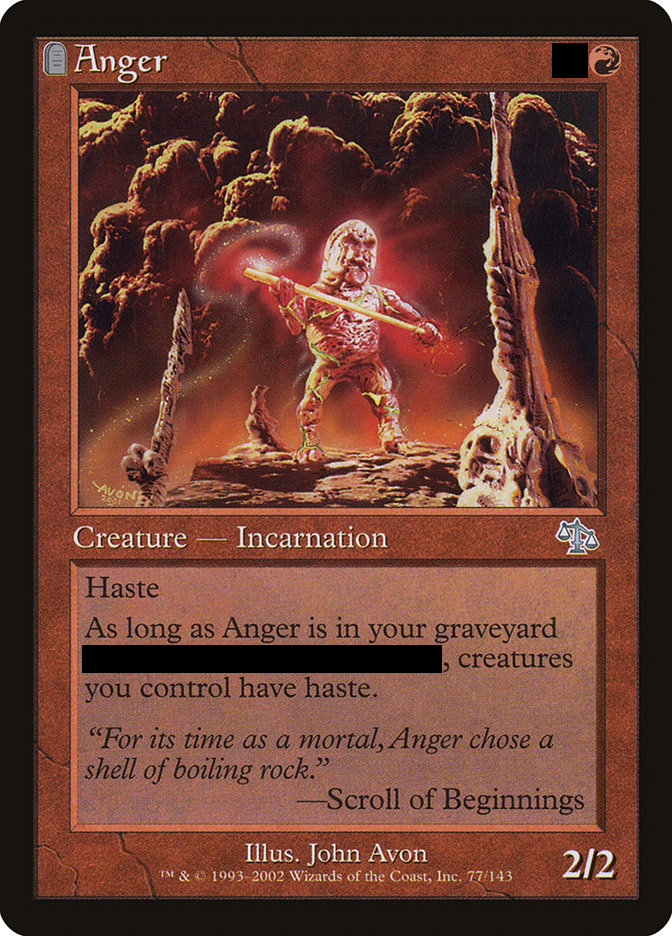 Anger
AVON
2001
Creature — Incarnation
Haste
As long as Anger is in your graveyard
, creatures
you control have haste.
“For its time as a mortal, Anger chose a
shell of boiling rock.”
—Scroll of Beginnings
Illus. John Avon
™ & © 1993–2002 Wizards of the Coast, Inc. 77/143
2/2